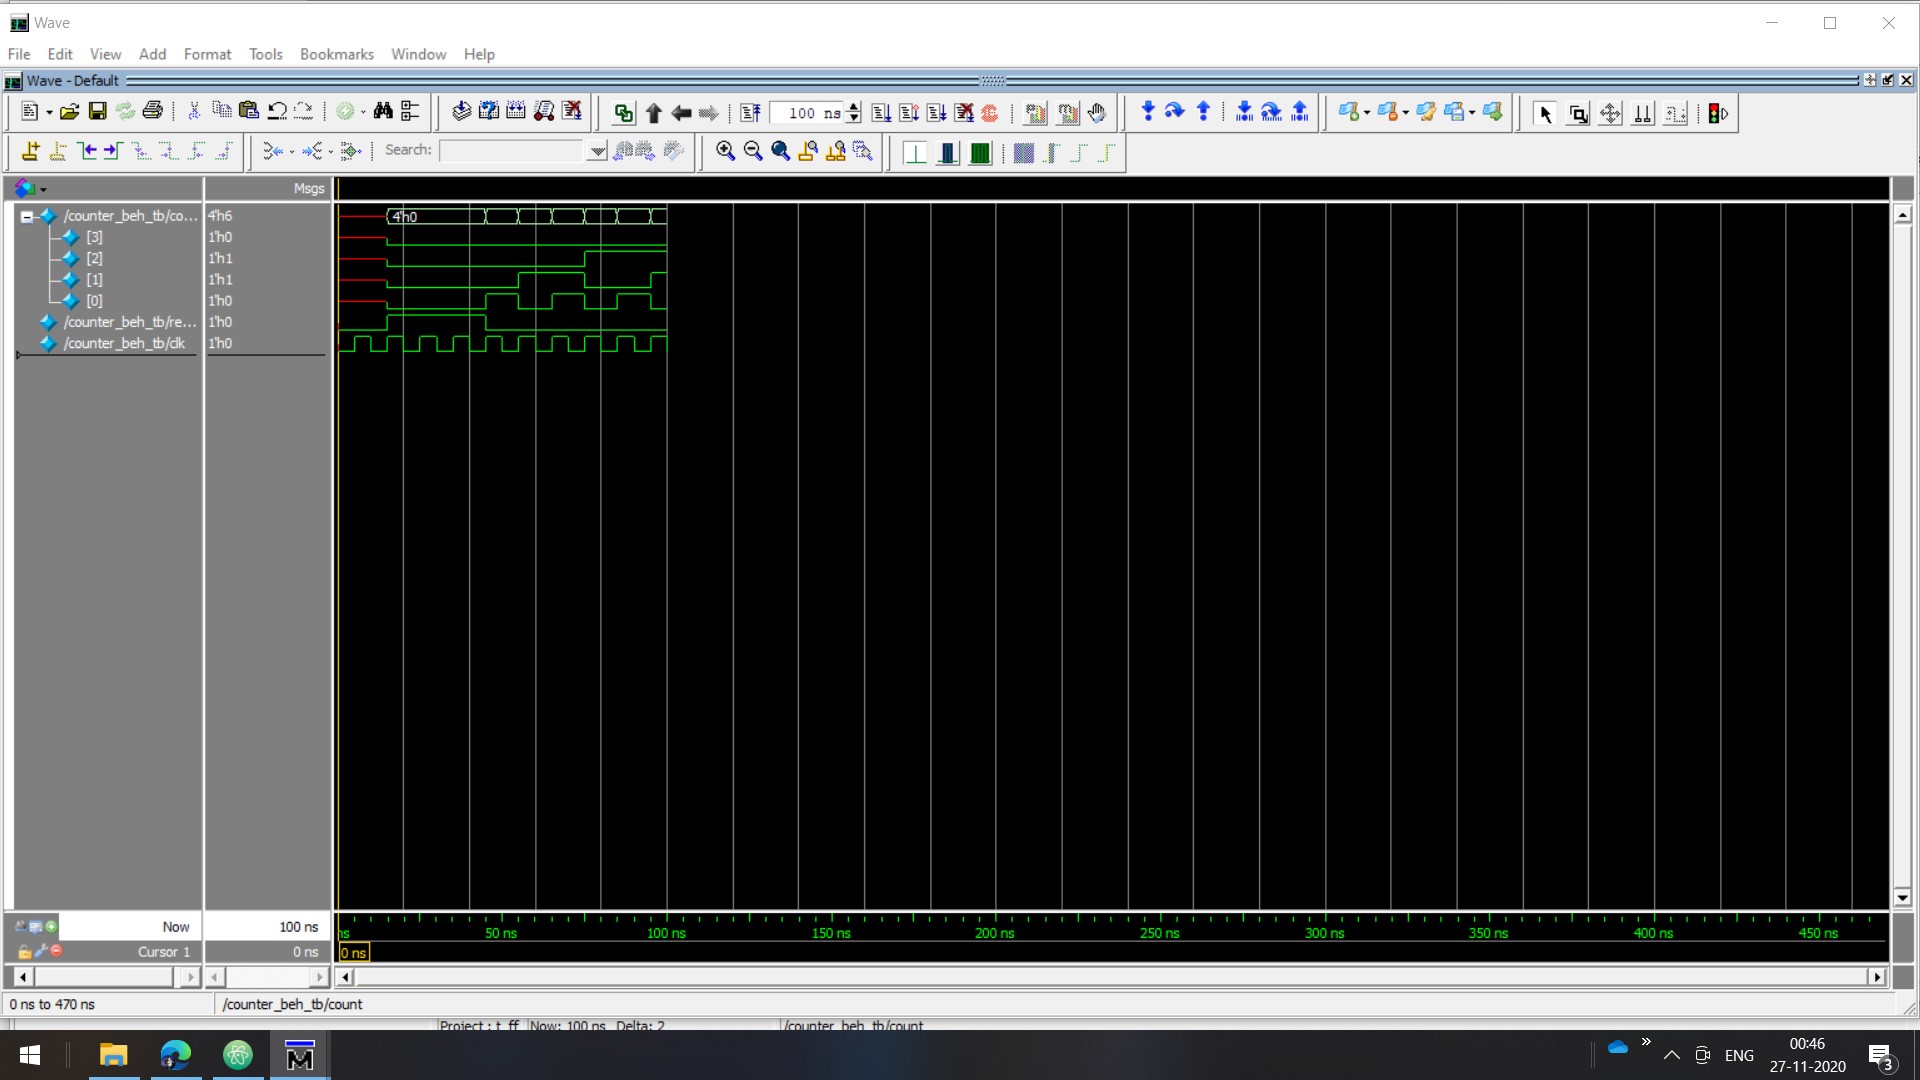 Wave
File Edit View Add Format Tools Bookmarks Window Help
Wave - Default
100 ns
Search:
Msgs
/counter_beh_tb/co... 4'h6 4'h0
[3] 1'h0
[2] 1'h1
[1] 1'h1
[0] 1'h0
/counter_beh_tb/re... 1'h0
/counter_beh_tb/clk 1'h0
Now 100 ns ns 50 ns 100 ns 150 ns 200 ns 250 ns 300 ns 350 ns 400 ns 450 ns
Cursor 1 0 ns 0 ns
0 ns to 470 ns /counter_beh_tb/count
Project : t_ff Now: 100 ns Delta: 2 /counter_beh_tb/count
00:46
ENG
27-11-2020
3